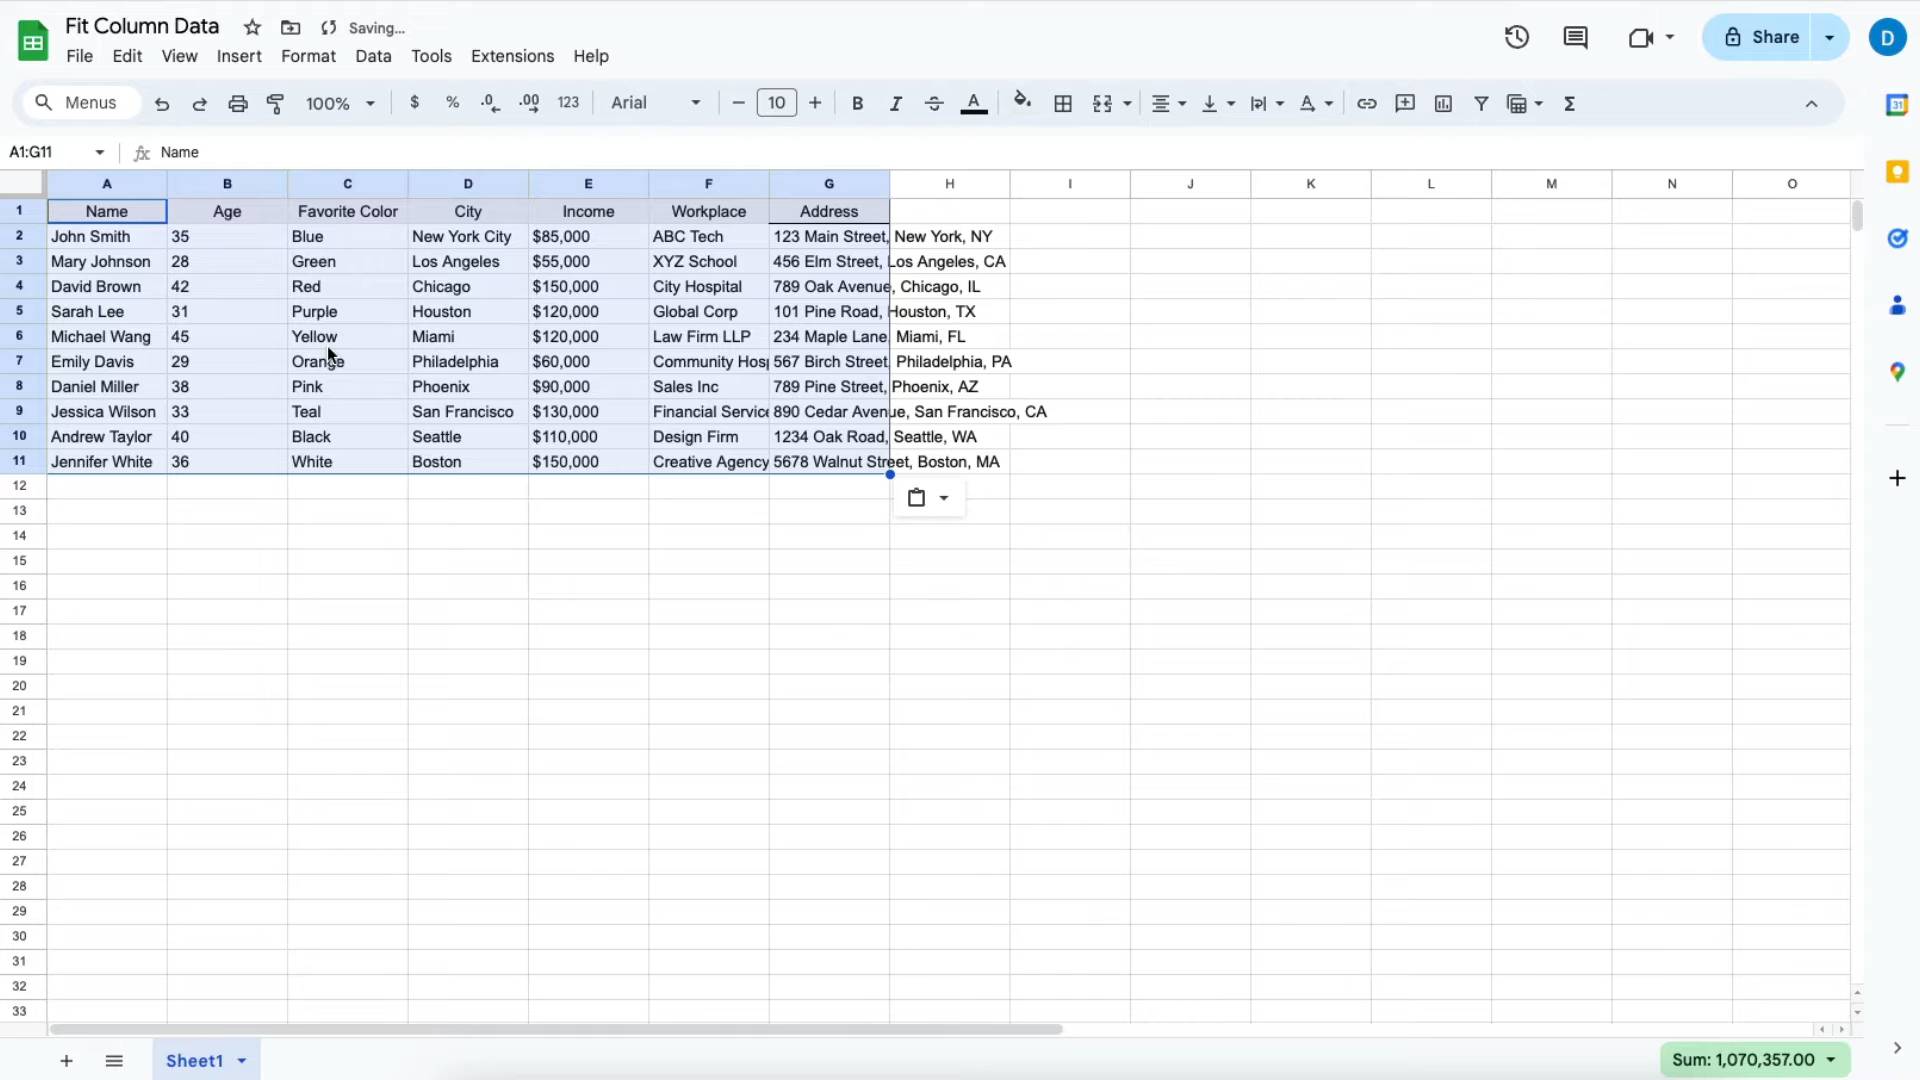 Fit Column Data Saving...
File Edit View Insert Format Data Tools Extensions Help
Share D
Menus 100% $ % .0 .00 123 Arial 10 B I S A 31
A1:G11 fx Name
A B C D E F G H I J K L M N O
1 Name Age Favorite Color City Income Workplace Address
2 John Smith 35 Blue New York City $85,000 ABC Tech 123 Main Street, New York, NY
3 Mary Johnson 28 Green Los Angeles $55,000 XYZ School 456 Elm Street, Los Angeles, CA
4 David Brown 42 Red Chicago $150,000 City Hospital 789 Oak Avenue, Chicago, IL
5 Sarah Lee 31 Purple Houston $120,000 Global Corp 101 Pine Road, Houston, TX
6 Michael Wang 45 Yellow Miami $120,000 Law Firm LLP 234 Maple Lane, Miami, FL
7 Emily Davis 29 Orange Philadelphia $60,000 Community Hosp 567 Birch Street, Philadelphia, PA
8 Daniel Miller 38 Pink Phoenix $90,000 Sales Inc 789 Pine Street, Phoenix, AZ
9 Jessica Wilson 33 Teal San Francisco $130,000 Financial Service 890 Cedar Avenue, San Francisco, CA
10 Andrew Taylor 40 Black Seattle $110,000 Design Firm 1234 Oak Road, Seattle, WA
11 Jennifer White 36 White Boston $150,000 Creative Agency 5678 Walnut Street, Boston, MA
12
13
14
15
16
17
18
19
20
21
22
23
24
25
26
27
28
29
30
31
32
33
Sheet1 Sum: 1,070,357.00